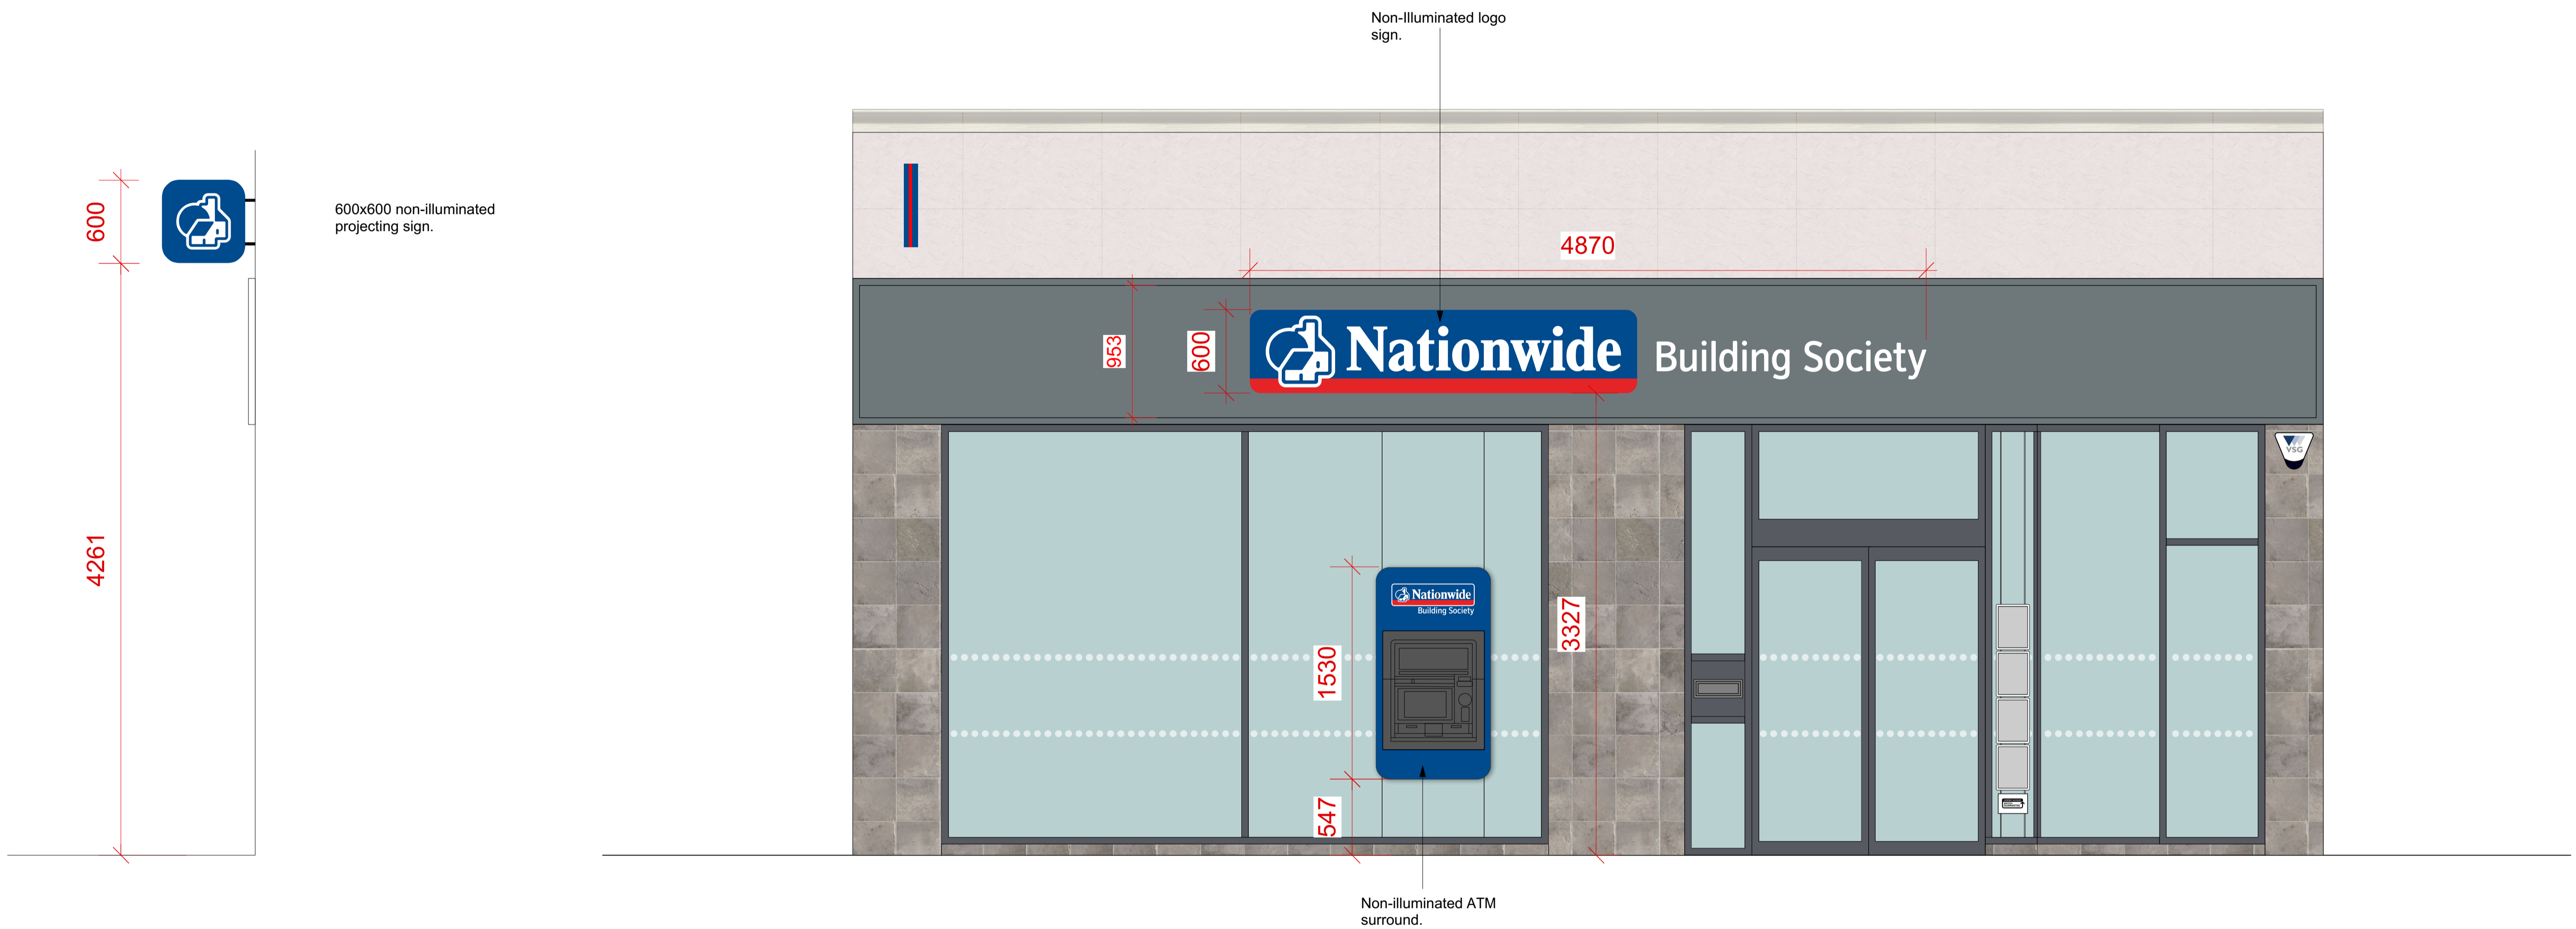 Non-Illuminated logo
sign.
600
600x600 non-illuminated
projecting sign.
4261
4870
953
600
Nationwide
Building Society
VSG
1530
3327
547
Nationwide
Building Society
Non-illuminated ATM
surround.